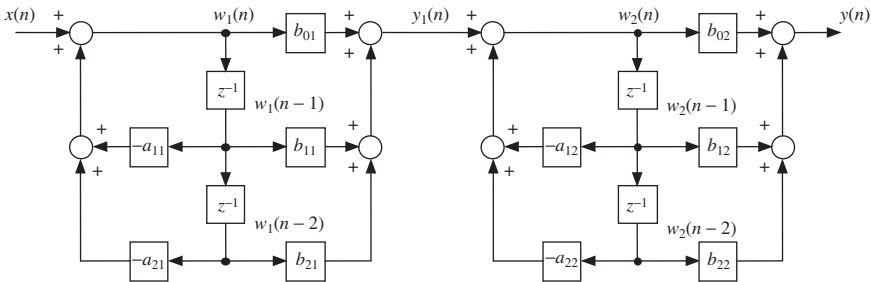 x(n) + + w₁(n) b₀₁ + + y₁(n) + + w₂(n) b₀₂ + + y(n)
z⁻¹ z⁻¹
w₁(n − 1) w₂(n − 1)
+ + −a₁₁ b₁₁ + + + + −a₁₂ b₁₂ + +
z⁻¹ z⁻¹
w₁(n − 2) w₂(n − 2)
−a₂₁ b₂₁ −a₂₂ b₂₂